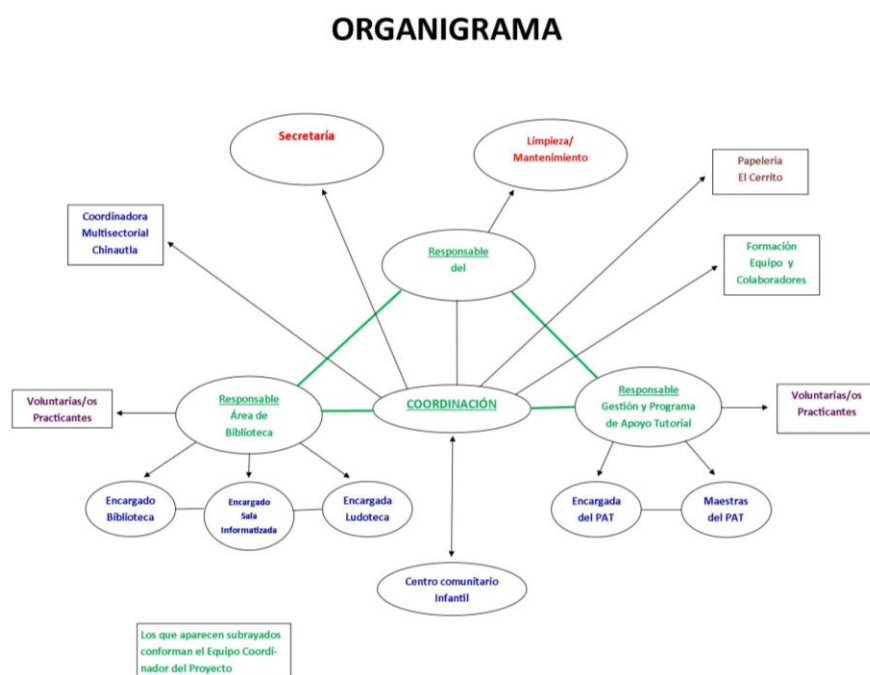 ORGANIGRAMA
Secretaría
Limpieza/
Mantenimiento
Papelería
El Cerrito
Coordinadora
Multisectorial
Chinautla
Responsable
del
Formación
Equipo y
Colaboradores
Voluntarias/os
Practicantes
Responsable
Área de
Biblioteca
COORDINACIÓN
Responsable
Gestión y Programa
de Apoyo Tutorial
Voluntarias/os
Practicantes
Encargado
Biblioteca
Encargado
Sala
Informatizada
Encargada
Ludoteca
Encargada
del PAT
Maestras
del PAT
Centro comunitario
Infantil
Los que aparecen subrayados
conforman el Equipo Coordi-
nador del Proyecto